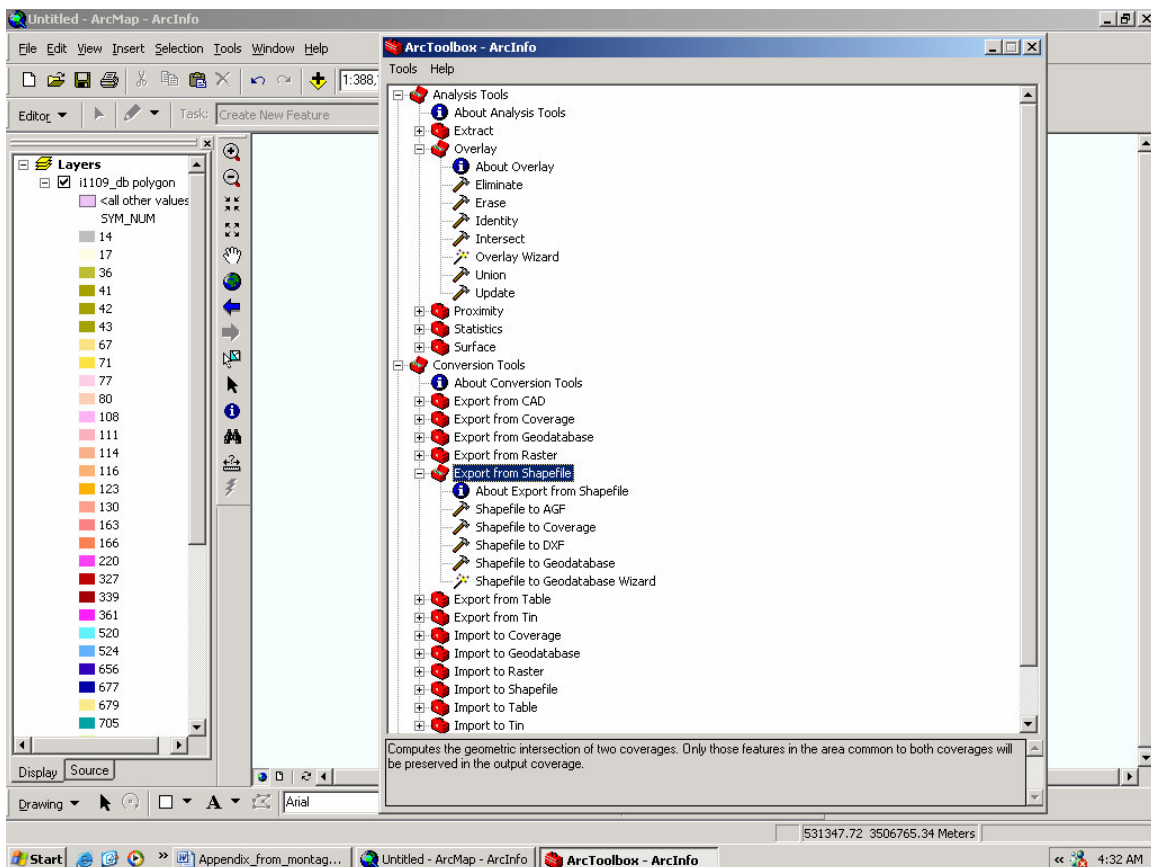 Untitled - ArcMap - ArcInfo
File Edit View Insert Selection Tools Window Help
1:388,
Editor Task: Create New Feature
Layers
i1109_db polygon
<all other values
SYM_NUM
14
17
36
41
42
43
67
71
77
80
108
111
114
116
123
130
163
166
220
327
339
361
520
524
656
677
679
705
Display Source
ArcToolbox - ArcInfo
Tools Help
Analysis Tools
About Analysis Tools
Extract
Overlay
About Overlay
Eliminate
Erase
Identity
Intersect
Overlay Wizard
Union
Update
Proximity
Statistics
Surface
Conversion Tools
About Conversion Tools
Export from CAD
Export from Coverage
Export from Geodatabase
Export from Raster
Export from Shapefile
About Export from Shapefile
Shapefile to AGF
Shapefile to Coverage
Shapefile to DXF
Shapefile to Geodatabase
Shapefile to Geodatabase Wizard
Export from Table
Export from Tin
Import to Coverage
Import to Geodatabase
Import to Raster
Import to Shapefile
Import to Table
Import to Tin
Computes the geometric intersection of two coverages. Only those features in the area common to both coverages will
be preserved in the output coverage.
Drawing A Arial
531347.72 3506765.34 Meters
Start » Appendix_from_montag... Untitled - ArcMap - ArcInfo ArcToolbox - ArcInfo « 4:32 AM